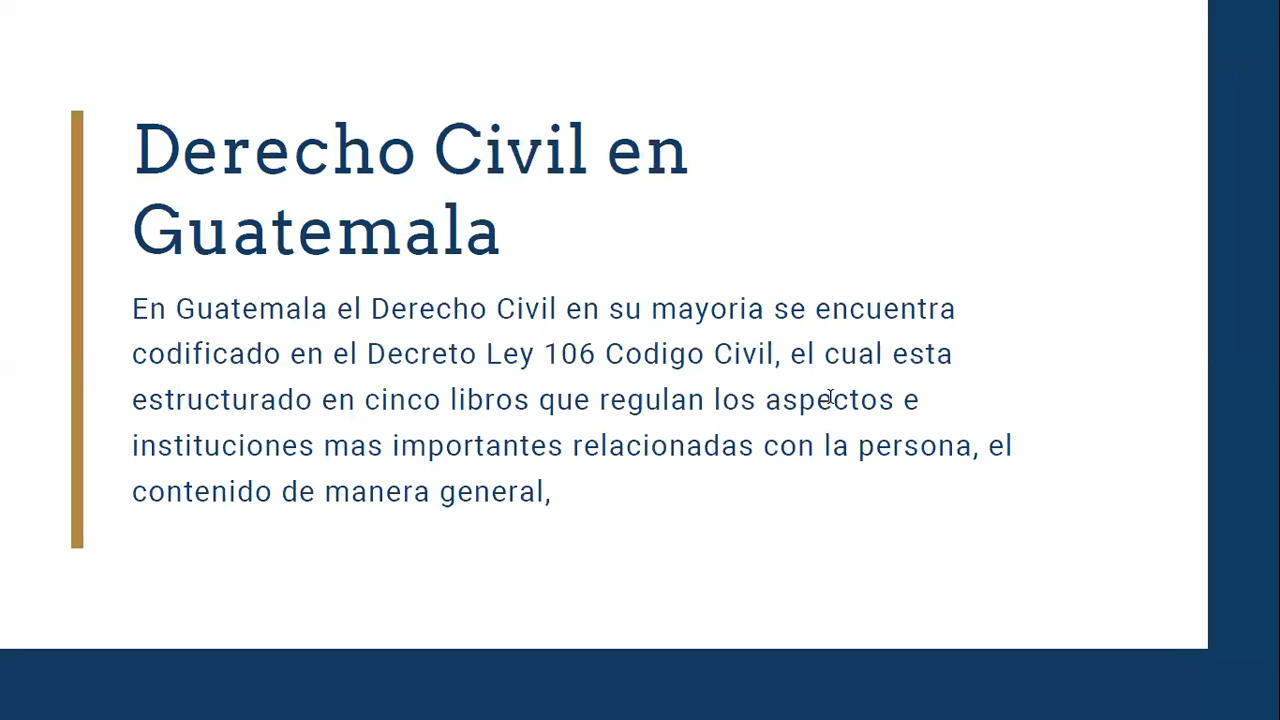 Derecho Civil en
Guatemala
En Guatemala el Derecho Civil en su mayoria se encuentra
codificado en el Decreto Ley 106 Codigo Civil, el cual esta
estructurado en cinco libros que regulan los aspectos e
instituciones mas importantes relacionadas con la persona, el
contenido de manera general,